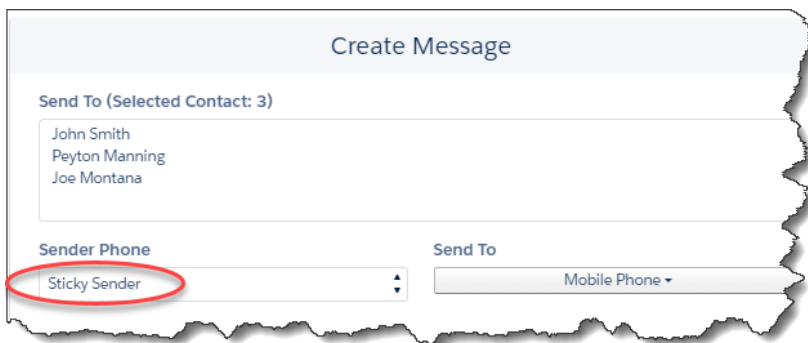 Create Message
Send To (Selected Contact: 3)
John Smith
Peyton Manning
Joe Montana
Sender Phone
Send To
Sticky Sender
Mobile Phone